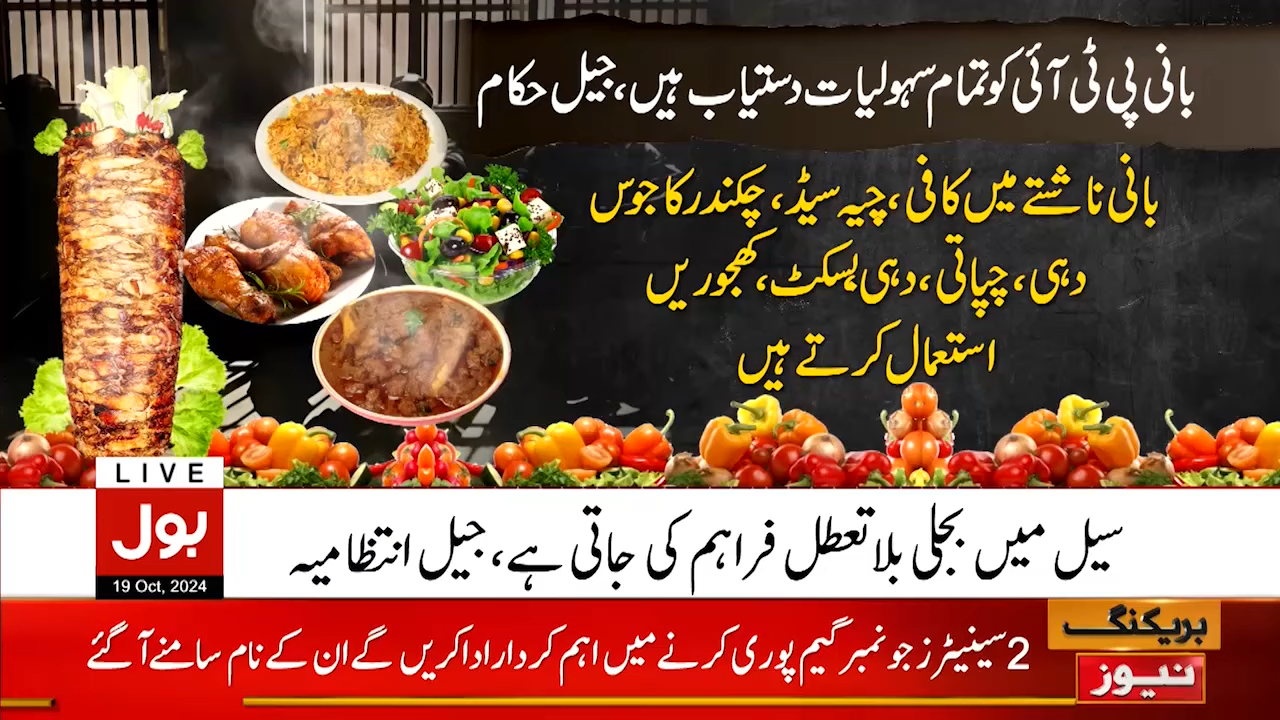 بانی پی ٹی آئی کو تمام سہولیات دستیاب ہیں، جیل حکام
بانی ناشتے میں کافی، چیہ سیڈ، چکندر کا جوس
دہی، چپاتی، دہی، بسکٹ، کھجوریں
استعمال کرتے ہیں
LIVE
بول
19 Oct, 2024
سیل میں بجلی بلا تعطل فراہم کی جاتی ہے، جیل انتظامیہ
بریکنگ
نیوز
2 سینیٹرز جو نمبر گیم پوری کرنے میں اہم کردار ادا کریں گے ان کے نام سامنے آ گئے